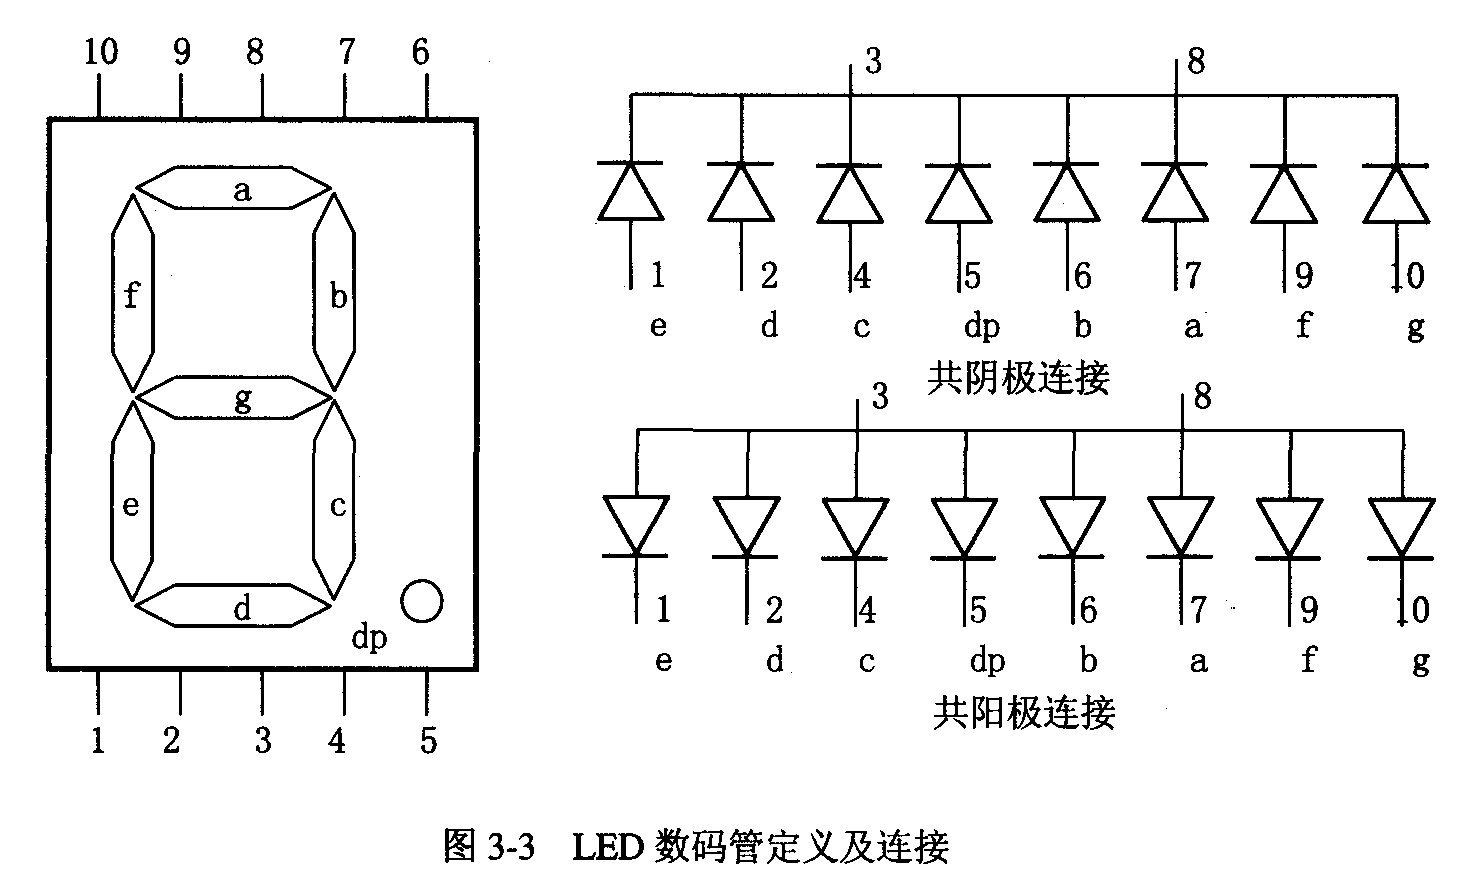 10 9 8 7 6
a
f b
g
e c
d
dp
1 2 3 4 5
3 8
1 2 4 5 6 7 9 10
e d c dp b a f g
共阴极连接
3 8
1 2 4 5 6 7 9 10
e d c dp b a f g
共阳极连接
图 3-3 LED 数码管定义及连接